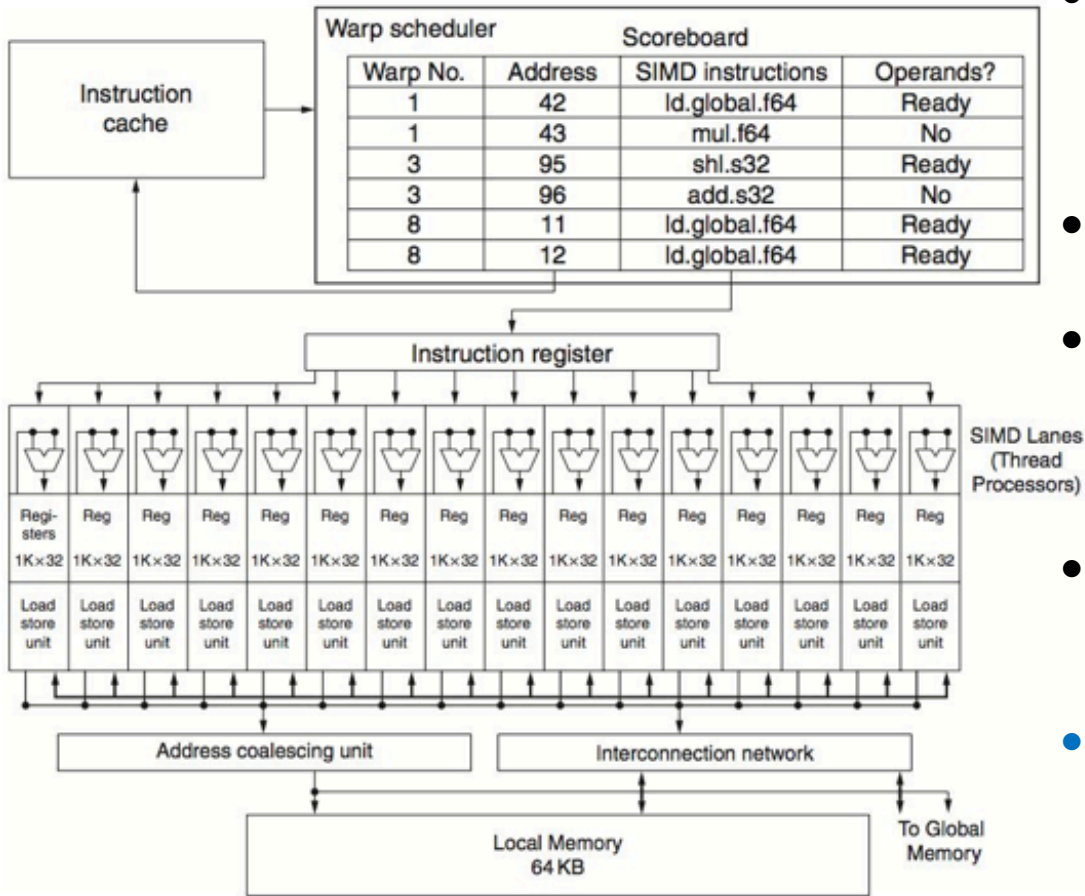 Warp scheduler
Scoreboard
Warp No. Address SIMD instructions Operands?
1 42 ld.global.f64 Ready
1 43 mul.f64 No
3 95 shl.s32 Ready
3 96 add.s32 No
8 11 ld.global.f64 Ready
8 12 ld.global.f64 Ready
Instruction
cache
Instruction register
SIMD Lanes
(Thread
Processors)
Regi- Reg Reg Reg Reg Reg Reg Reg Reg Reg Reg Reg Reg Reg Reg Reg
sters
1K×32 1K×32 1K×32 1K×32 1K×32 1K×32 1K×32 1K×32 1K×32 1K×32 1K×32 1K×32 1K×32 1K×32 1K×32 1K×32
Load Load Load Load Load Load Load Load Load Load Load Load Load Load Load Load
store store store store store store store store store store store store store store store store
unit unit unit unit unit unit unit unit unit unit unit unit unit unit unit unit
Address coalescing unit
Interconnection network
Local Memory
64 KB
To Global
Memory